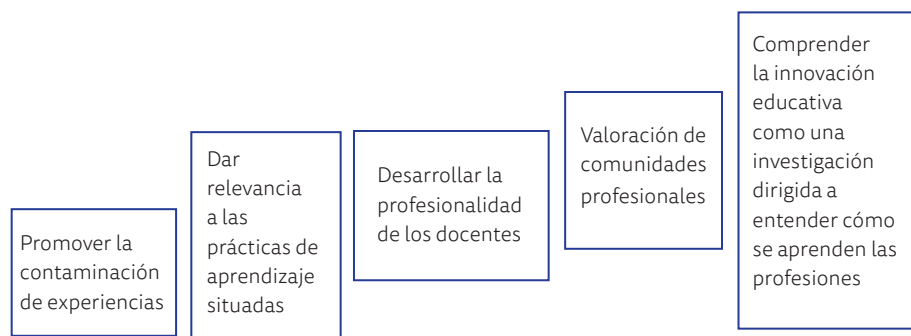 Promover la
contaminación
de experiencias
Dar
relevancia
a las
prácticas de
aprendizaje
situadas
Desarrollar la
profesionalidad
de los docentes
Valoración de
comunidades
profesionales
Comprender
la innovación
educativa
como una
investigación
dirigida a
entender cómo
se aprenden las
profesiones